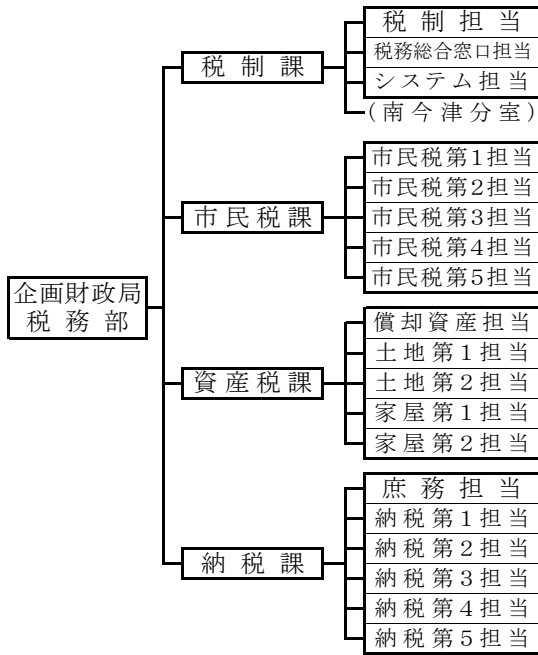 企画財政局
税務部
税制課
税制担当
税務総合窓口担当
システム担当
(南今津分室)
市民税課
市民税第1担当
市民税第2担当
市民税第3担当
市民税第4担当
市民税第5担当
資産税課
償却資産担当
土地第1担当
土地第2担当
家屋第1担当
家屋第2担当
納税課
庶務担当
納税第1担当
納税第2担当
納税第3担当
納税第4担当
納税第5担当